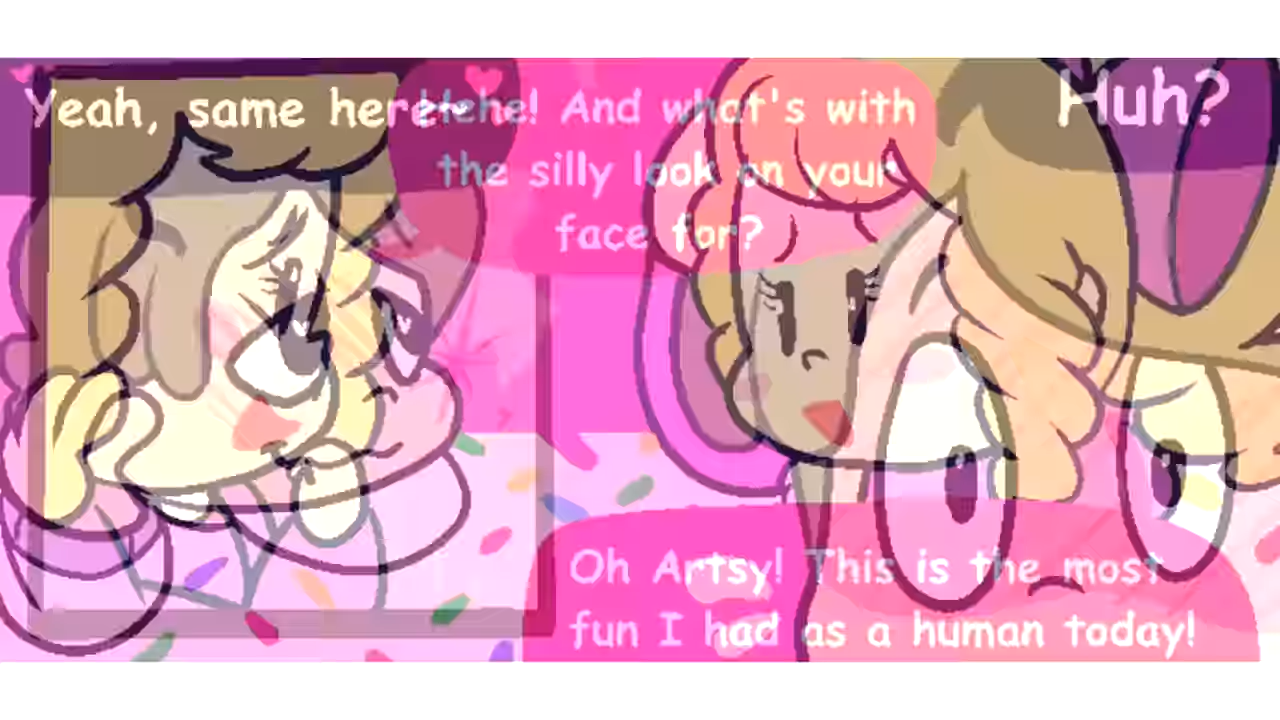 Yeah, same here~
Hehe! And what's with
the silly look on your
face for?
Huh?
Oh Artsy! This is the most
fun I had as a human today!